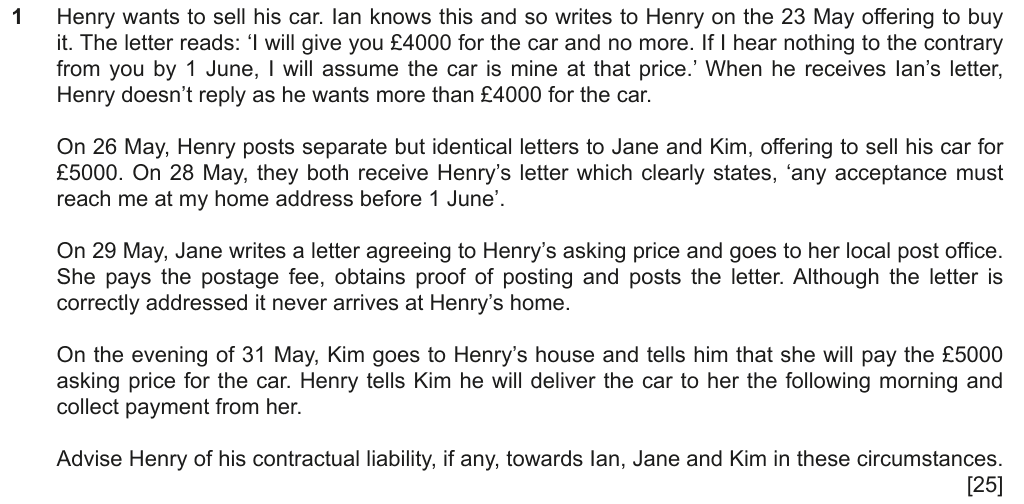 1 Henry wants to sell his car. Ian knows this and so writes to Henry on the 23 May offering to buy
it. The letter reads: ‘I will give you £4000 for the car and no more. If I hear nothing to the contrary
from you by 1 June, I will assume the car is mine at that price.’ When he receives Ian’s letter,
Henry doesn’t reply as he wants more than £4000 for the car.
On 26 May, Henry posts separate but identical letters to Jane and Kim, offering to sell his car for
£5000. On 28 May, they both receive Henry’s letter which clearly states, ‘any acceptance must
reach me at my home address before 1 June’.
On 29 May, Jane writes a letter agreeing to Henry’s asking price and goes to her local post office.
She pays the postage fee, obtains proof of posting and posts the letter. Although the letter is
correctly addressed it never arrives at Henry’s home.
On the evening of 31 May, Kim goes to Henry’s house and tells him that she will pay the £5000
asking price for the car. Henry tells Kim he will deliver the car to her the following morning and
collect payment from her.
Advise Henry of his contractual liability, if any, towards Ian, Jane and Kim in these circumstances.
[25]